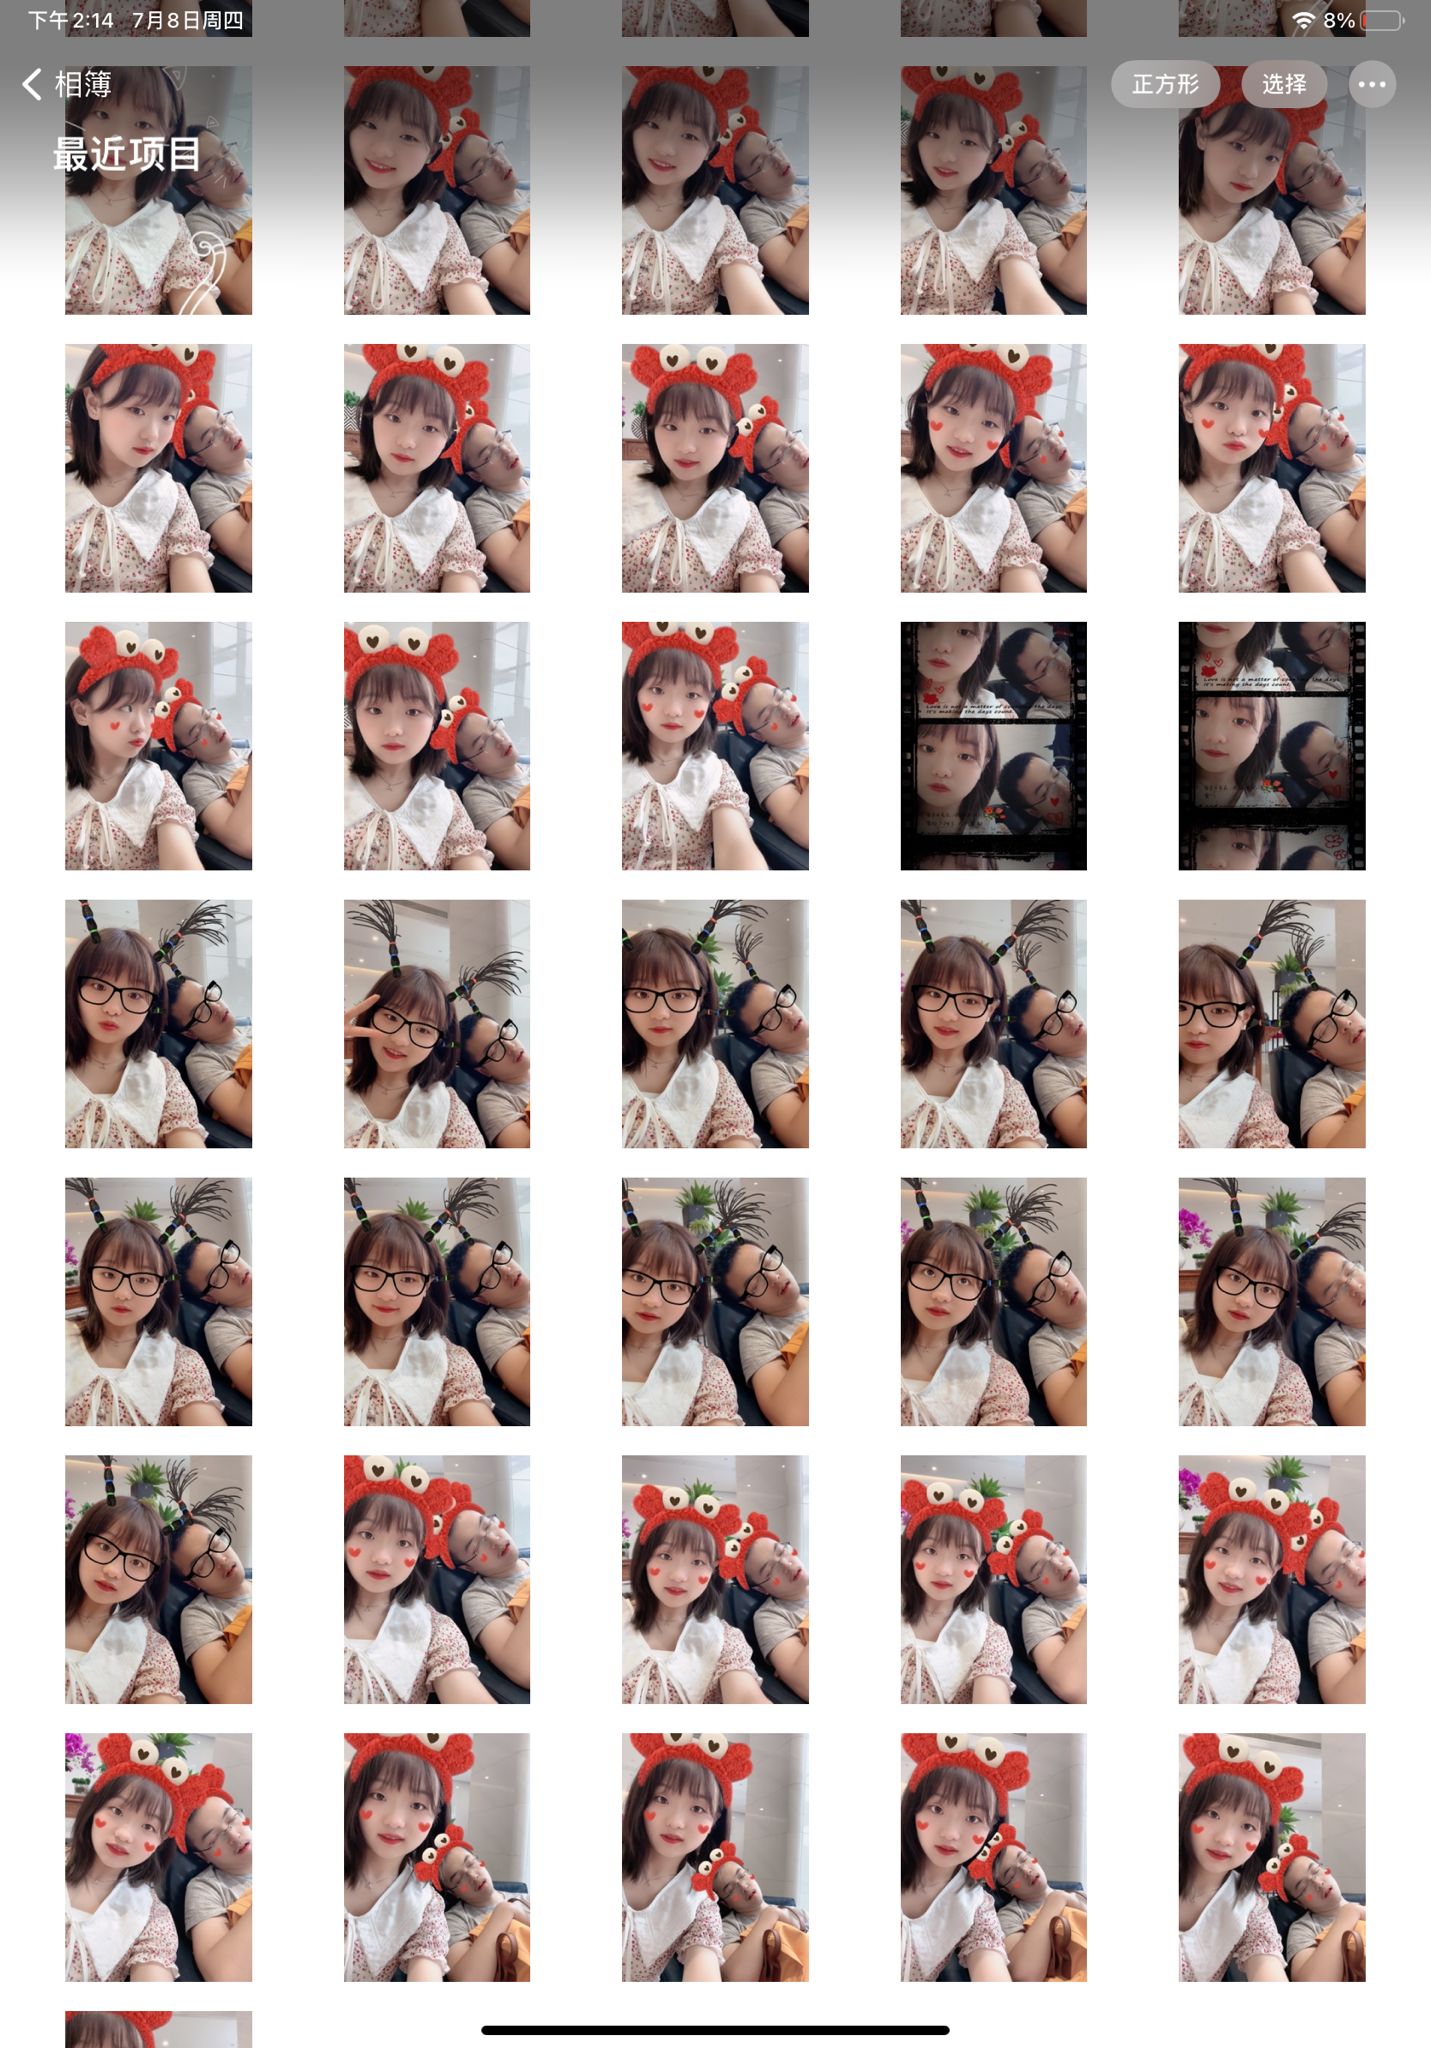 下午2:14 7月8日周四
8%
相簿
正方形
选择
最近项目
Love is not a matter of
the days
it's making the days count.
Love is not a matter of
the days
it's making the days count.